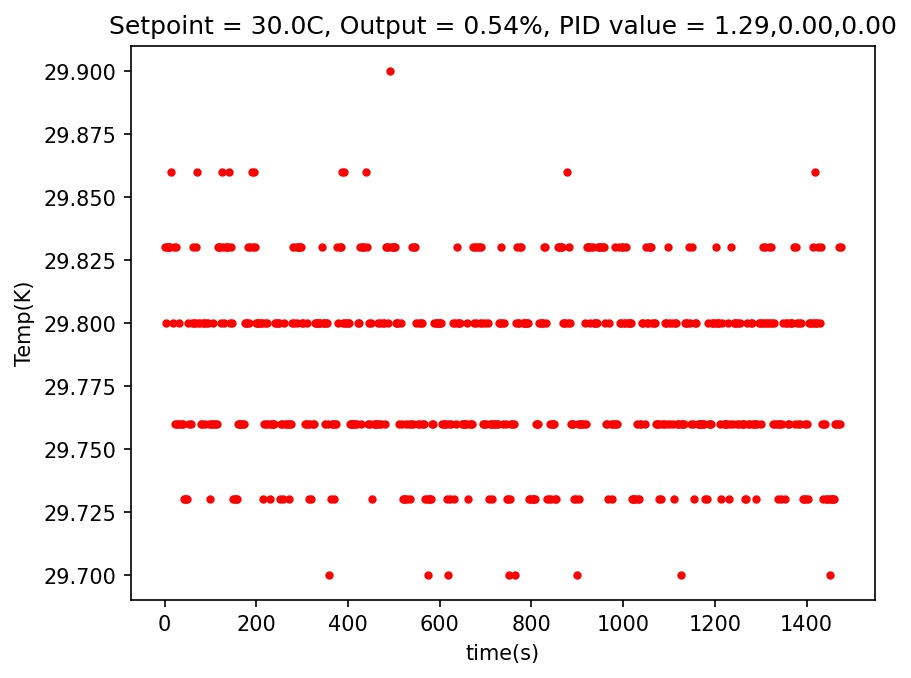 Setpoint = 30.0C, Output = 0.54%, PID value = 1.29,0.00,0.00
29.900
29.875
29.850
29.825
29.800
29.775
29.750
29.725
29.700
Temp(K)
0 200 400 600 800 1000 1200 1400
time(s)